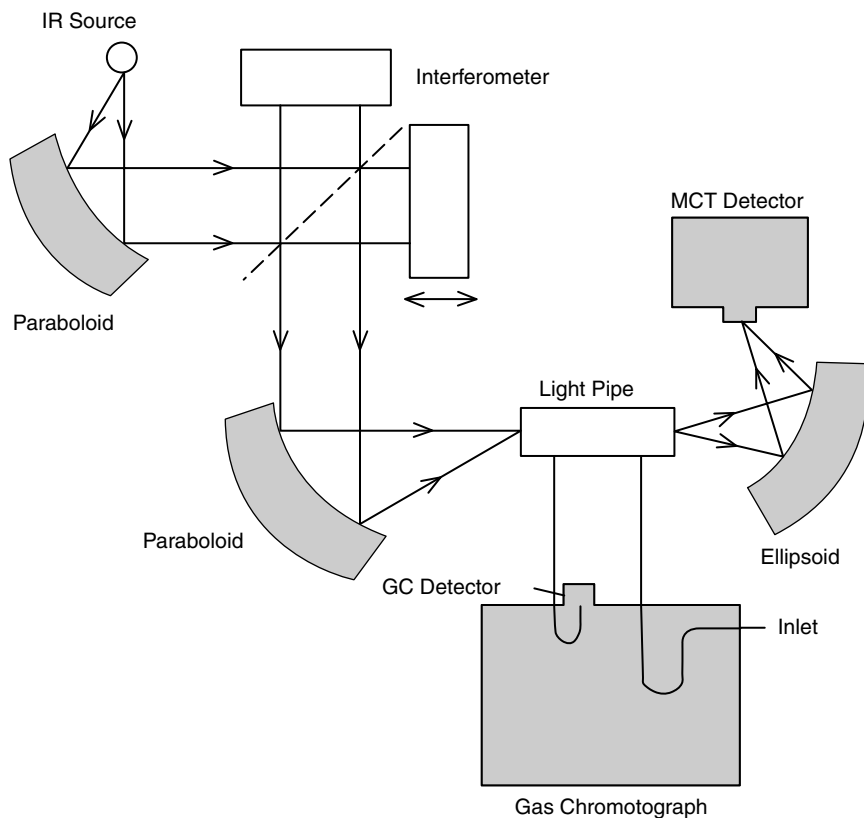 IR Source
Interferometer
MCT Detector
Paraboloid
Light Pipe
Paraboloid
Ellipsoid
GC Detector
Inlet
Gas Chromotograph